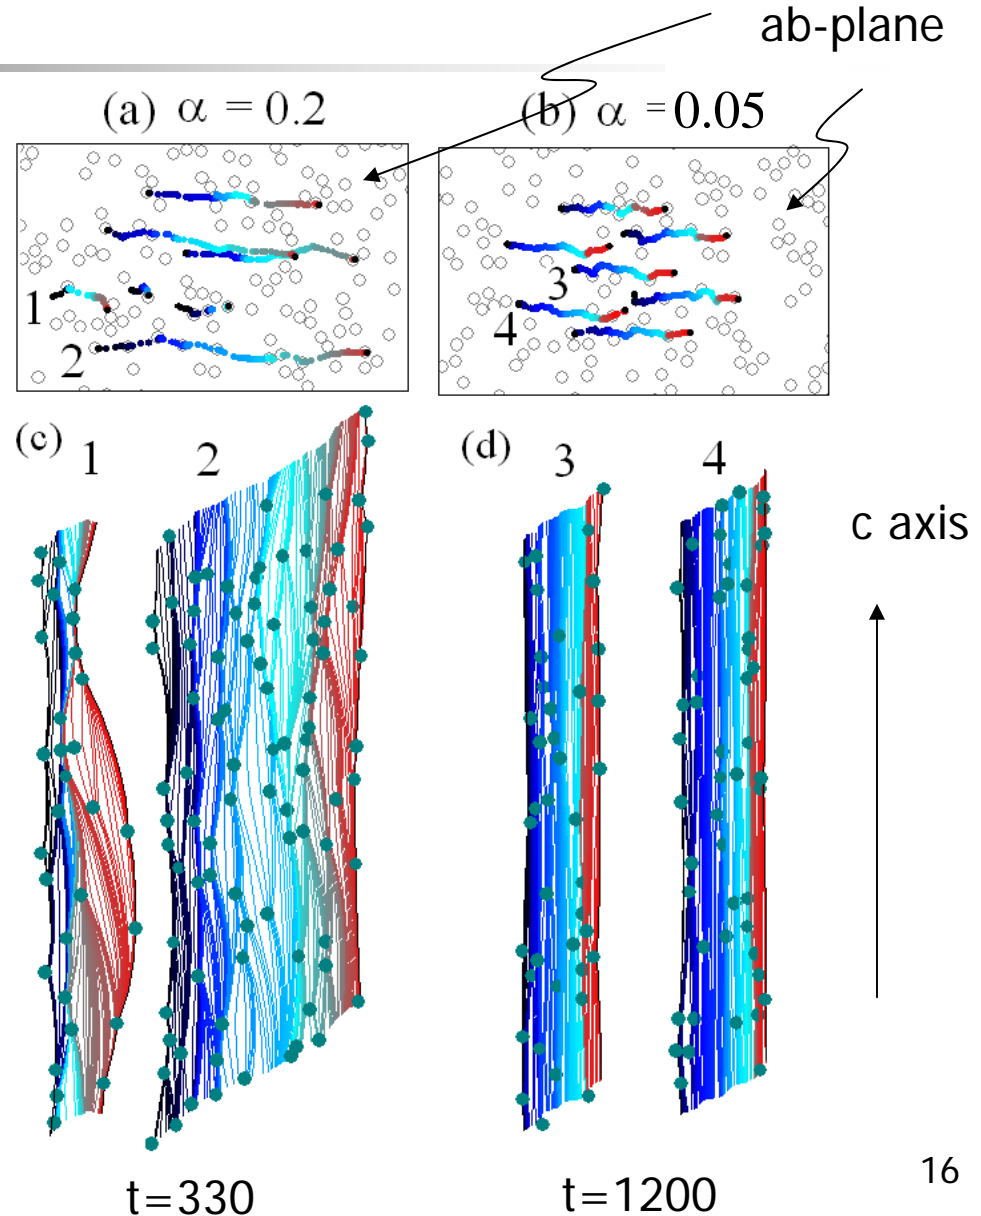 ab-plane
(a) α = 0.2
(b) α = 0.05
1
2
3
4
(c) 1 2
(d) 3 4
c axis
t=330
t=1200
16